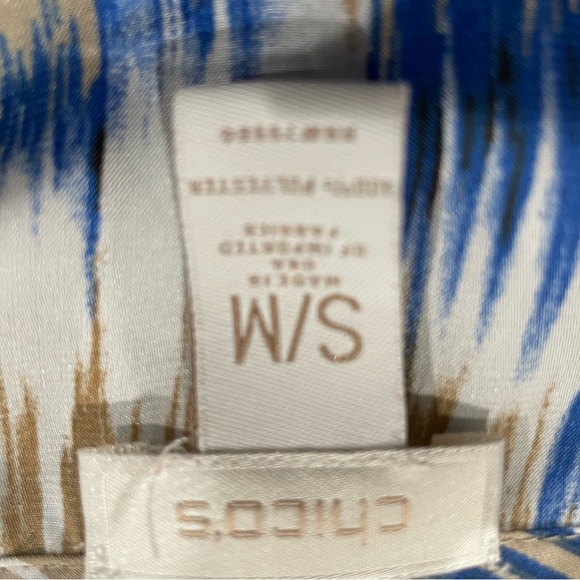 chico's
S/M
MADE IN
USA
OF IMPORTED
FABRICS
100% POLYESTER